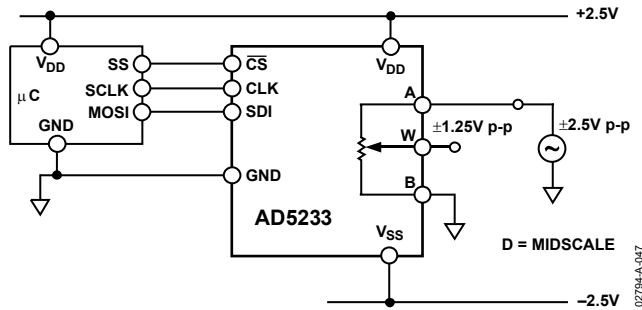 +2.5V
VDD
μC
SS
SCLK
MOSI
GND
CS
CLK
SDI
GND
AD5233
VDD
A
W
B
VSS
±1.25V p-p
±2.5V p-p
~
D = MIDSCALE
–2.5V
02794-A-047